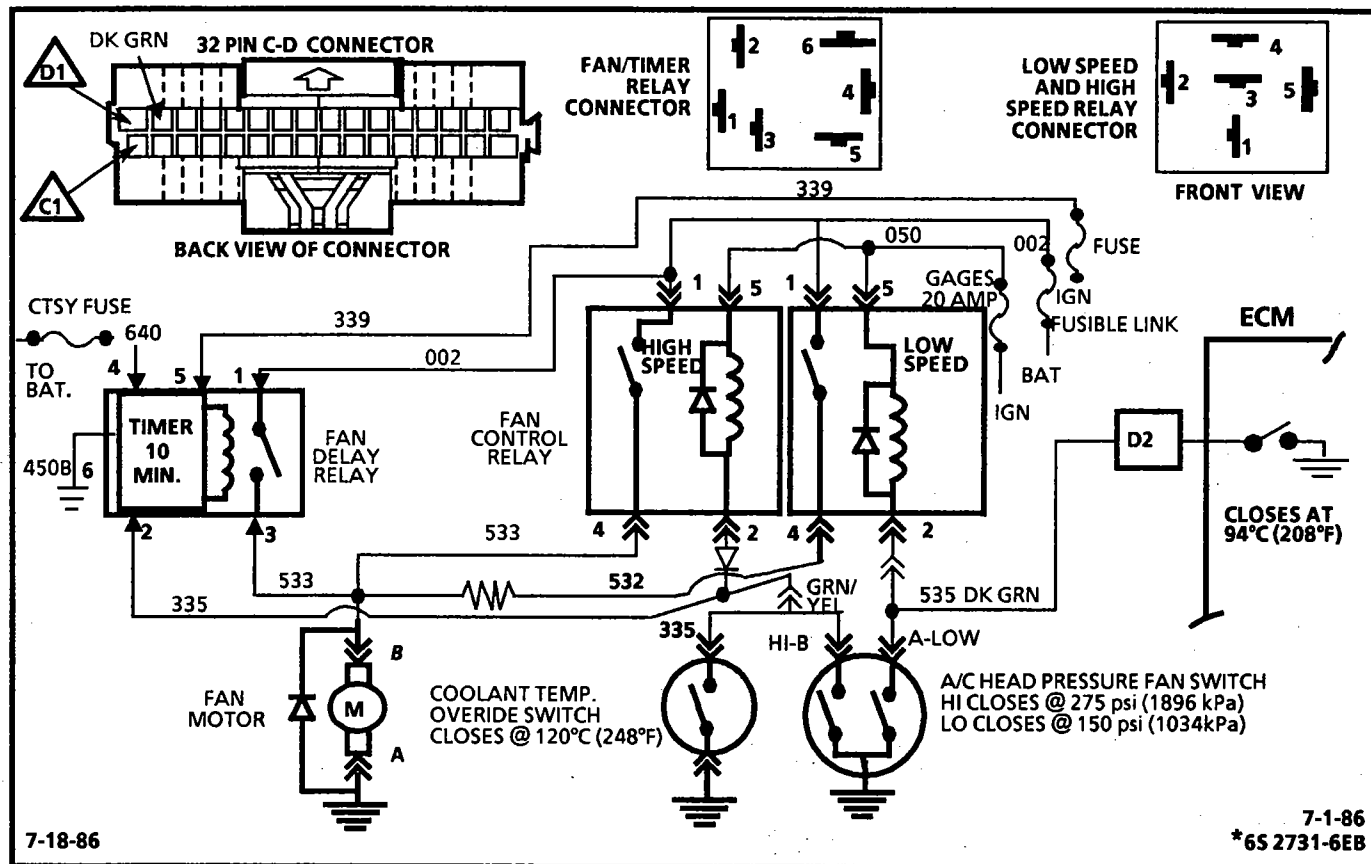 D1
DK GRN
32 PIN C-D CONNECTOR
C1
BACK VIEW OF CONNECTOR
FAN/TIMER
RELAY
CONNECTOR
2
6
4
1
3
5
LOW SPEED
AND HIGH
SPEED RELAY
CONNECTOR
4
2
3
5
1
FRONT VIEW
339
050
002
FUSE
GAGES
20 AMP
IGN
FUSIBLE LINK
BAT
IGN
ECM
CTSY FUSE
640
339
002
TO
BAT.
4
5
1
TIMER
10
MIN.
450B
6
2
3
FAN
DELAY
RELAY
FAN
CONTROL
RELAY
1
5
HIGH
SPEED
4
2
1
5
LOW
SPEED
4
2
D2
CLOSES AT
94°C (208°F)
533
533
532
335
GRN/
YEL
535 DK GRN
335
HI-B
A-LOW
B
FAN
MOTOR
M
A
COOLANT TEMP.
OVERIDE SWITCH
CLOSES @ 120°C (248°F)
A/C HEAD PRESSURE FAN SWITCH
HI CLOSES @ 275 psi (1896 kPa)
LO CLOSES @ 150 psi (1034kPa)
7-18-86
7-1-86
*6S 2731-6EB